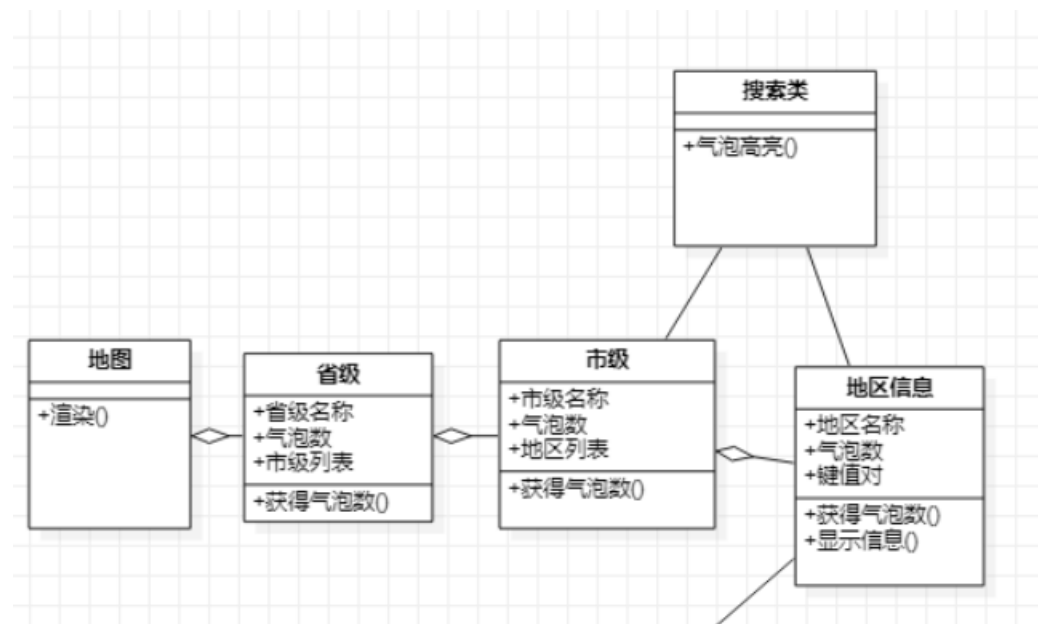 搜索类
+气泡高亮()
地图
+渲染()
省级
+省级名称
+气泡数
+市级列表
+获得气泡数()
市级
+市级名称
+气泡数
+地区列表
+获得气泡数()
地区信息
+地区名称
+气泡数
+键值对
+获得气泡数()
+显示信息()